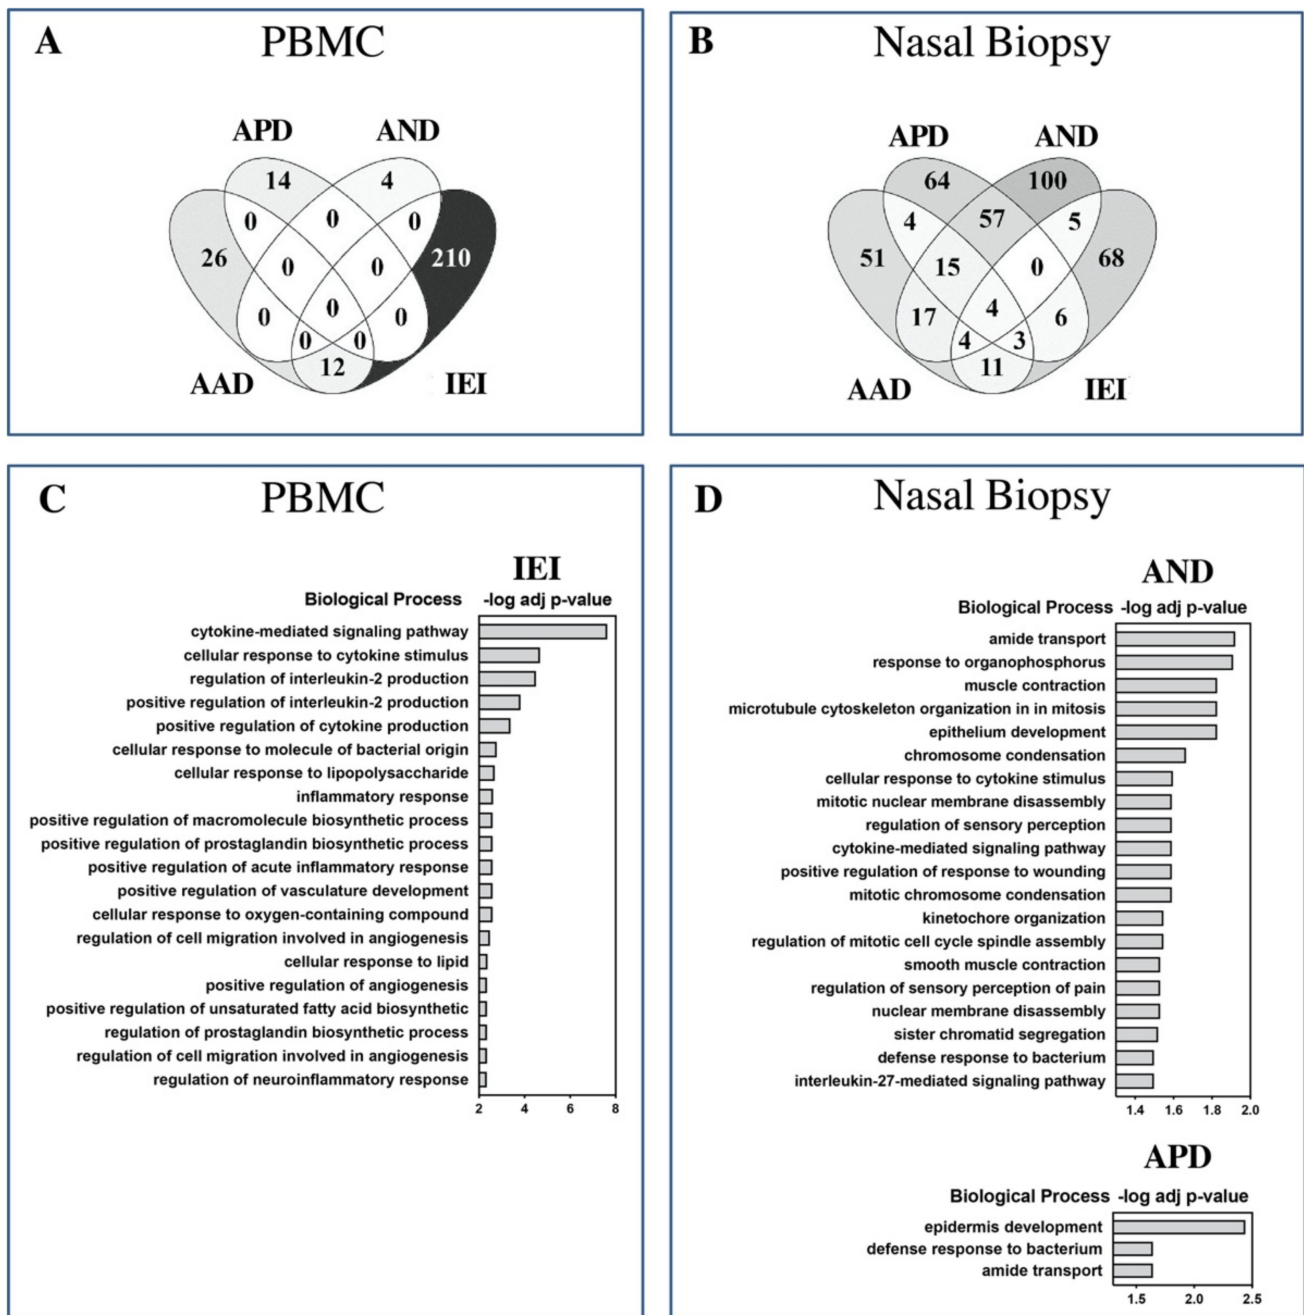 A PBMC
APD AND
14 4
0 0 0
26 0 0 210
0 0 0
0 0
12
AAD IEI
B Nasal Biopsy
APD AND
64 100
4 57 5
51 15 0 68
17 4 6
4 3
11
AAD IEI
C PBMC
IEI
Biological Process -log adj p-value
cytokine-mediated signaling pathway
cellular response to cytokine stimulus
regulation of interleukin-2 production
positive regulation of interleukin-2 production
positive regulation of cytokine production
cellular response to molecule of bacterial origin
cellular response to lipopolysaccharide
inflammatory response
positive regulation of macromolecule biosynthetic process
positive regulation of prostaglandin biosynthetic process
positive regulation of acute inflammatory response
positive regulation of vasculature development
cellular response to oxygen-containing compound
regulation of cell migration involved in angiogenesis
cellular response to lipid
positive regulation of angiogenesis
positive regulation of unsaturated fatty acid biosynthetic
regulation of prostaglandin biosynthetic process
regulation of cell migration involved in angiogenesis
regulation of neuroinflammatory response
2 4 6 8
D Nasal Biopsy
AND
Biological Process -log adj p-value
amide transport
response to organophosphorus
muscle contraction
microtubule cytoskeleton organization in in mitosis
epithelium development
chromosome condensation
cellular response to cytokine stimulus
mitotic nuclear membrane disassembly
regulation of sensory perception
cytokine-mediated signaling pathway
positive regulation of response to wounding
mitotic chromosome condensation
kinetochore organization
regulation of mitotic cell cycle spindle assembly
smooth muscle contraction
regulation of sensory perception of pain
nuclear membrane disassembly
sister chromatid segregation
defense response to bacterium
interleukin-27-mediated signaling pathway
1.4 1.6 1.8 2.0
APD
Biological Process -log adj p-value
epidermis development
defense response to bacterium
amide transport
1.5 2.0 2.5